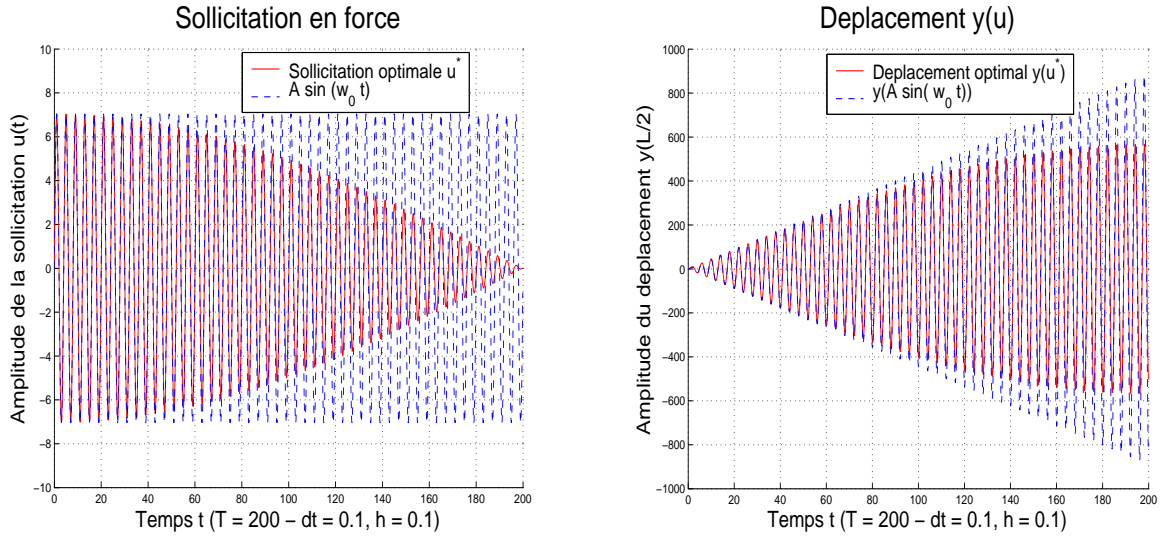 Sollicitation en force
10
8
6
4
2
0
−2
−4
−6
−8
−10
Amplitude de la sollicitation u(t)
Sollicitation optimale u*
A sin (w0 t)
0 20 40 60 80 100 120 140 160 180 200
Temps t (T = 200 − dt = 0.1, h = 0.1)
Deplacement y(u)
1000
800
600
400
200
0
−200
−400
−600
−800
−1000
Amplitude du deplacement y(L/2)
Deplacement optimal y(u*)
y(A sin( w0 t))
0 20 40 60 80 100 120 140 160 180 200
Temps t (T = 200 − dt = 0.1, h = 0.1)